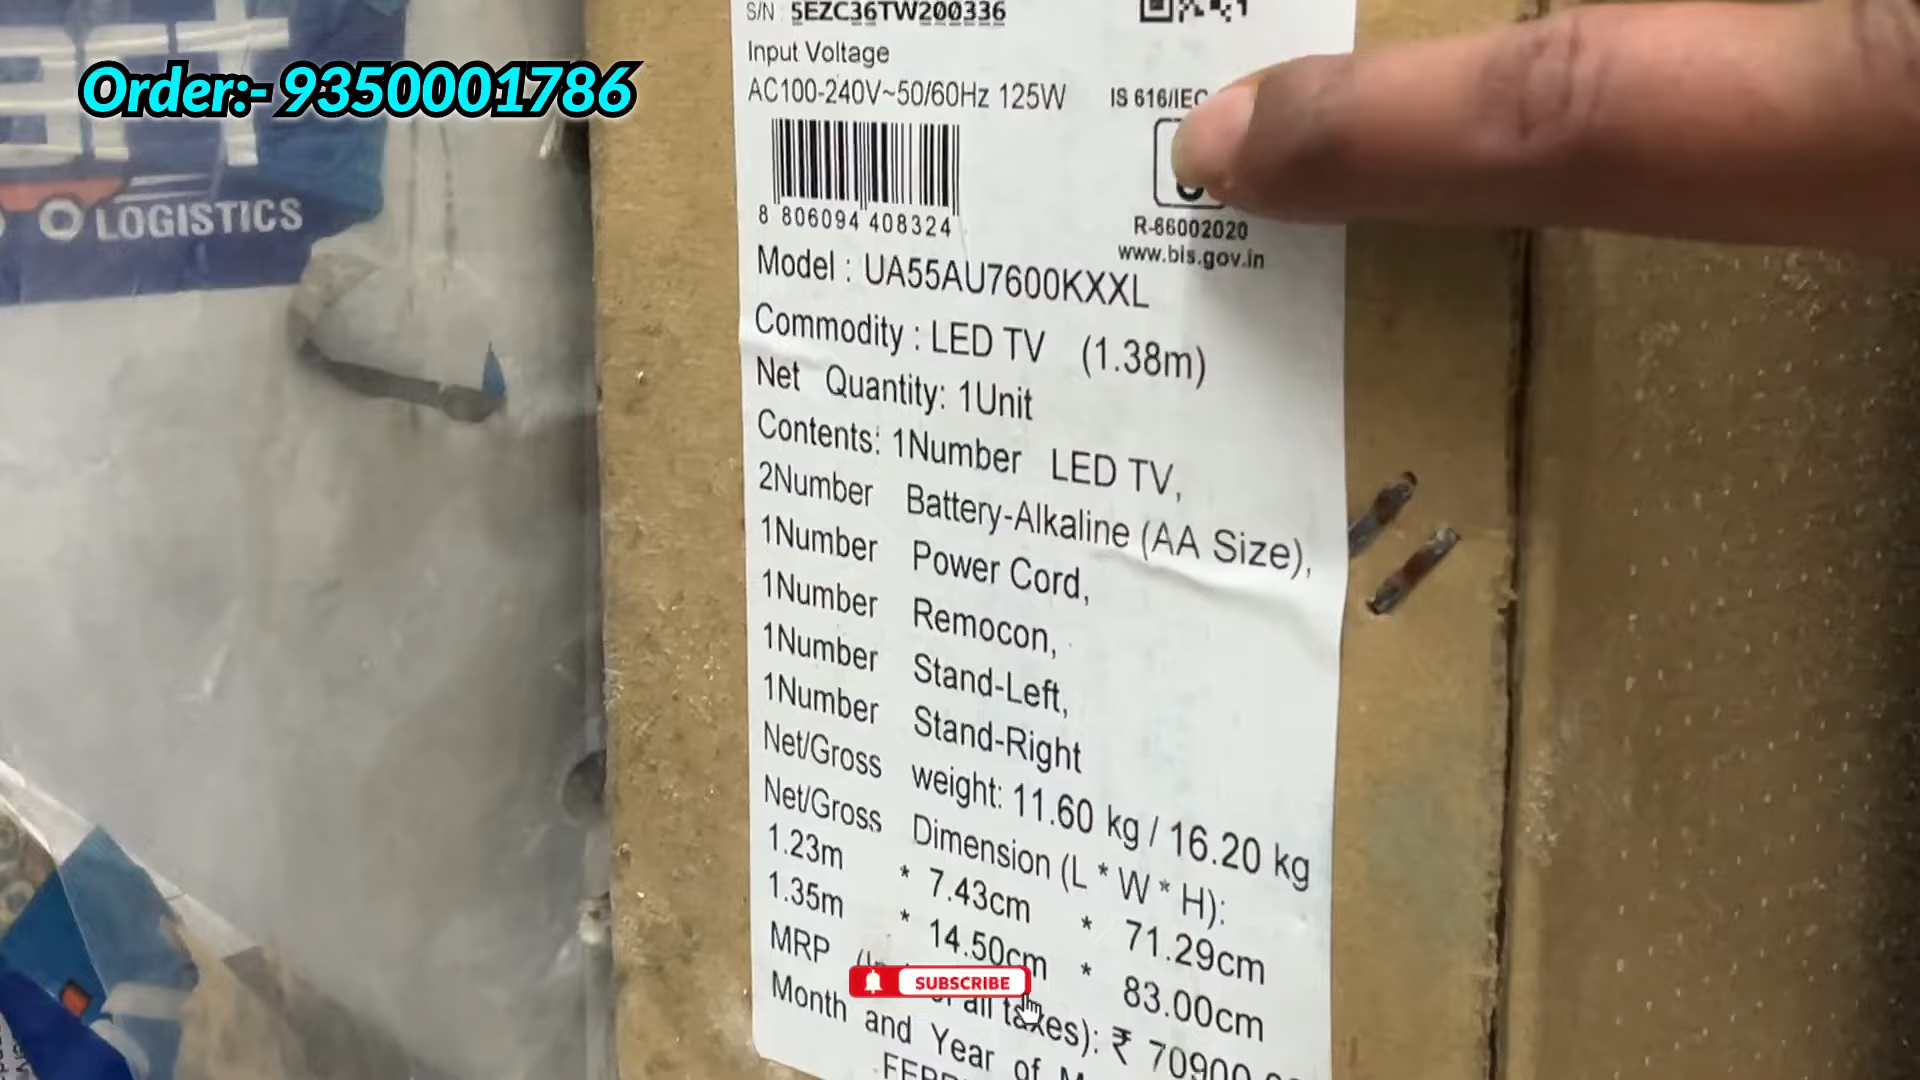 S/N : 5EZC36TW200336
Order:- 9350001786
Input Voltage
AC100-240V~50/60Hz 125W
IS 616/IEC
8 806094 408324
R-66002020
www.bis.gov.in
LOGISTICS
Model : UA55AU7600KXXL
Commodity : LED TV (1.38m)
Net Quantity: 1Unit
Contents: 1Number LED TV,
2Number Battery-Alkaline (AA Size),
1Number Power Cord,
1Number Remocon,
1Number Stand-Left,
1Number Stand-Right
Net/Gross weight: 11.60 kg / 16.20 kg
Net/Gross Dimension (L * W * H):
1.23m * 7.43cm * 71.29cm
1.35m * 14.50cm * 83.00cm
MRP all taxes): ₹ 70900
SUBSCRIBE
Month and Year of